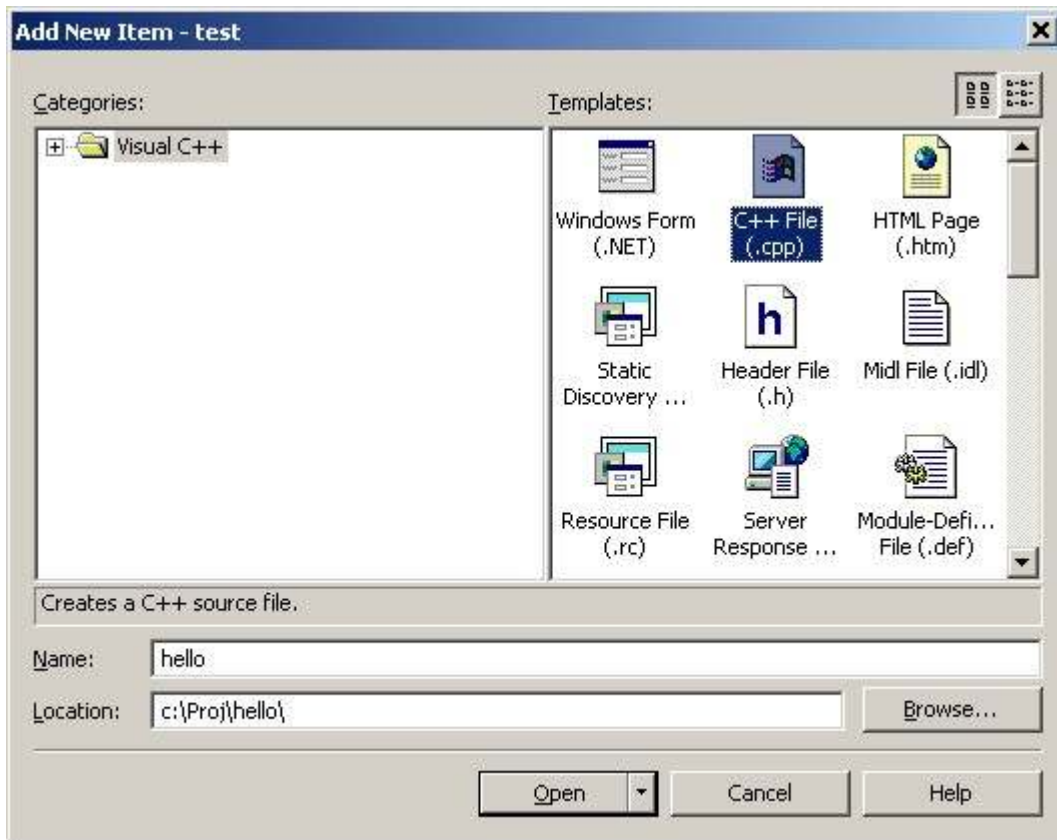 Add New Item - test
Categories:
Templates:
Visual C++
Windows Form
(.NET)
C++ File
(.cpp)
HTML Page
(.htm)
Static
Discovery ...
h
Header File
(.h)
Midl File (.idl)
Resource File
(.rc)
Server
Response ...
Module-Defi...
File (.def)
Creates a C++ source file.
Name:
hello
Location:
c:\Proj\hello\
Browse...
Open
Cancel
Help